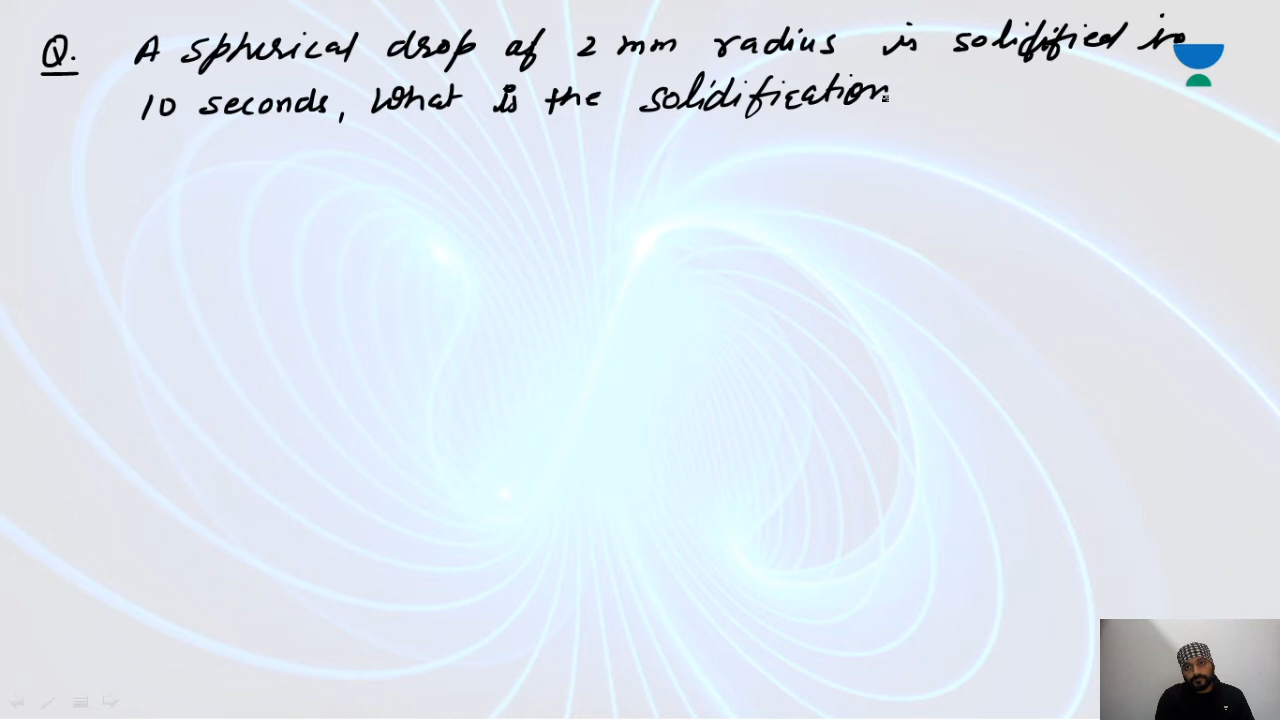 Q. A spherical drop of 2 mm radius is solidified in
10 seconds, What is the solidification